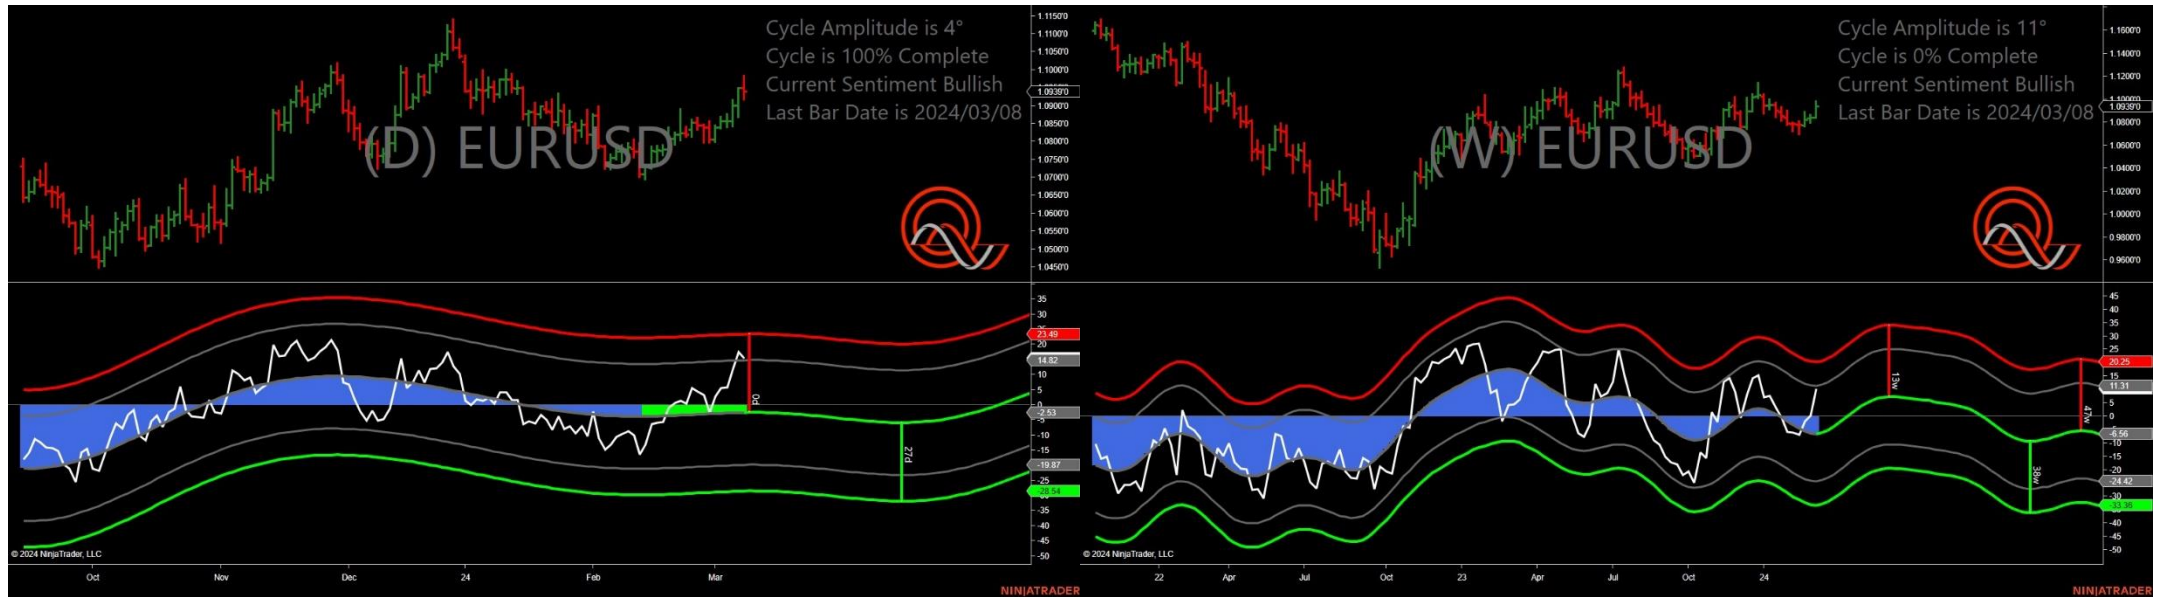 Cycle Amplitude is 4°
Cycle is 100% Complete
Current Sentiment Bullish
Last Bar Date is 2024/03/08
(D) EURUSD
1.1150'0
1.1100'0
1.1050'0
1.1000'0
1.0939'0
1.0900'0
1.0850'0
1.0800'0
1.0750'0
1.0700'0
1.0650'0
1.0600'0
1.0550'0
1.0500'0
1.0450'0
35
30
23.49
20
14.82
10
5
0
-2.53
-5
-10
-15
-19.87
-25
-28.54
-35
-40
-45
-50
0d
27d
© 2024 NinjaTrader, LLC
Oct
Nov
Dec
24
Feb
Mar
NINJATRADER
Cycle Amplitude is 11°
Cycle is 0% Complete
Current Sentiment Bullish
Last Bar Date is 2024/03/08
(W) EURUSD
1.1600'0
1.1400'0
1.1200'0
1.1000'0
1.0939'0
1.0800'0
1.0600'0
1.0400'0
1.0200'0
1.0000'0
0.9800'0
0.9600'0
45
40
35
30
25
20.25
15
11.31
5
0
-6.56
-10
-15
-20
-24.42
-30
-33.36
-40
-45
-50
13w
47w
38w
© 2024 NinjaTrader, LLC
22
Apr
Jul
Oct
23
Apr
Jul
Oct
24
NINJATRADER